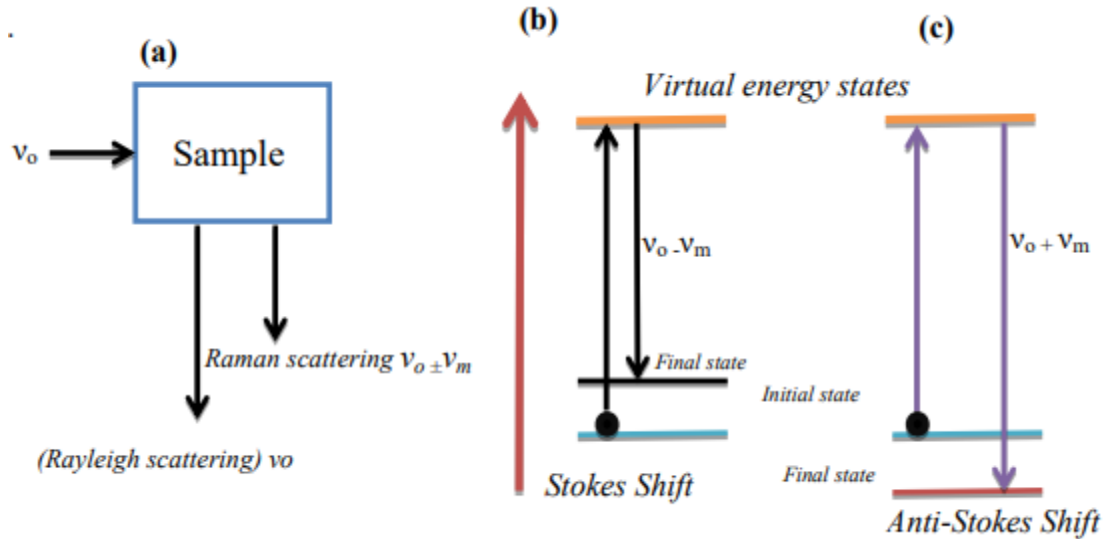 (a)
(b)
(c)
Virtual energy states
νo
Sample
νo -νm
νo + νm
Raman scattering νo ±νm
Final state
Initial state
(Rayleigh scattering) vo
Final state
Stokes Shift
Anti-Stokes Shift